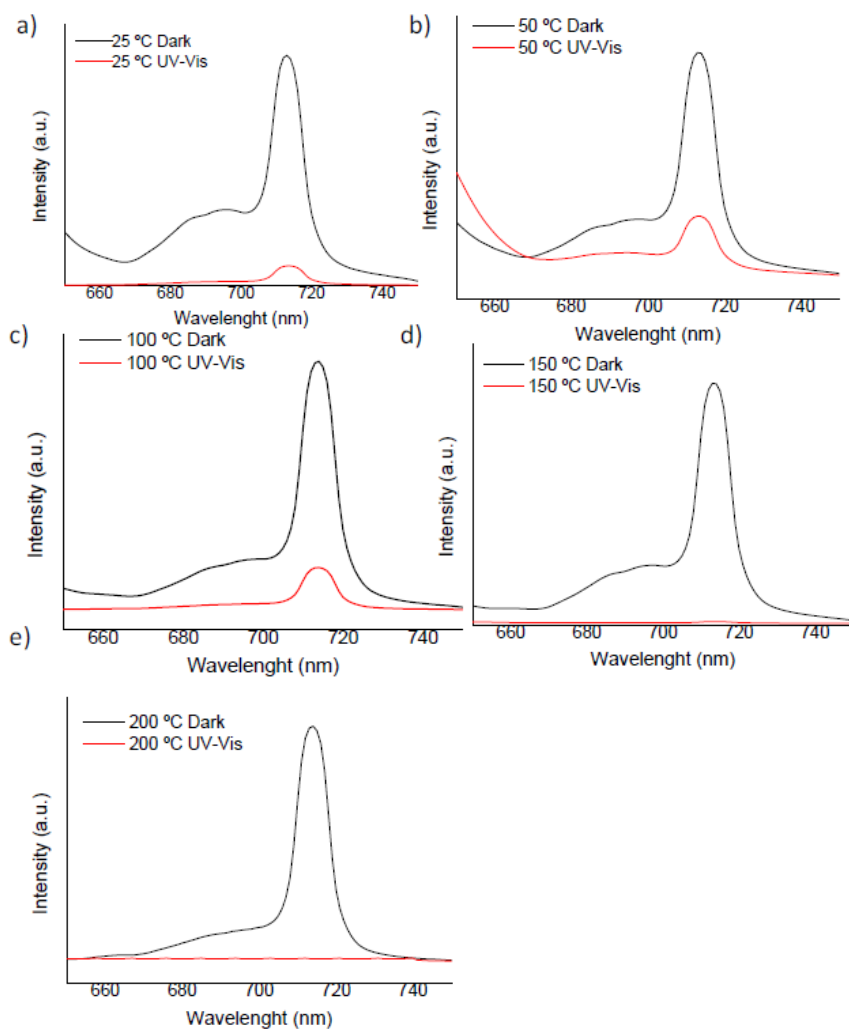 a)
25 ºC Dark
25 ºC UV-Vis
Intensity (a.u.)
660 680 700 720 740
Wavelenght (nm)
b)
50 ºC Dark
50 ºC UV-Vis
Intensity (a.u.)
660 680 700 720 740
Wavelenght (nm)
c)
100 ºC Dark
100 ºC UV-Vis
Intensity (a.u.)
660 680 700 720 740
Wavelenght (nm)
d)
150 ºC Dark
150 ºC UV-Vis
Intensity (a.u.)
660 680 700 720 740
Wavelenght (nm)
e)
200 ºC Dark
200 ºC UV-Vis
Intensity (a.u.)
660 680 700 720 740
Wavelenght (nm)